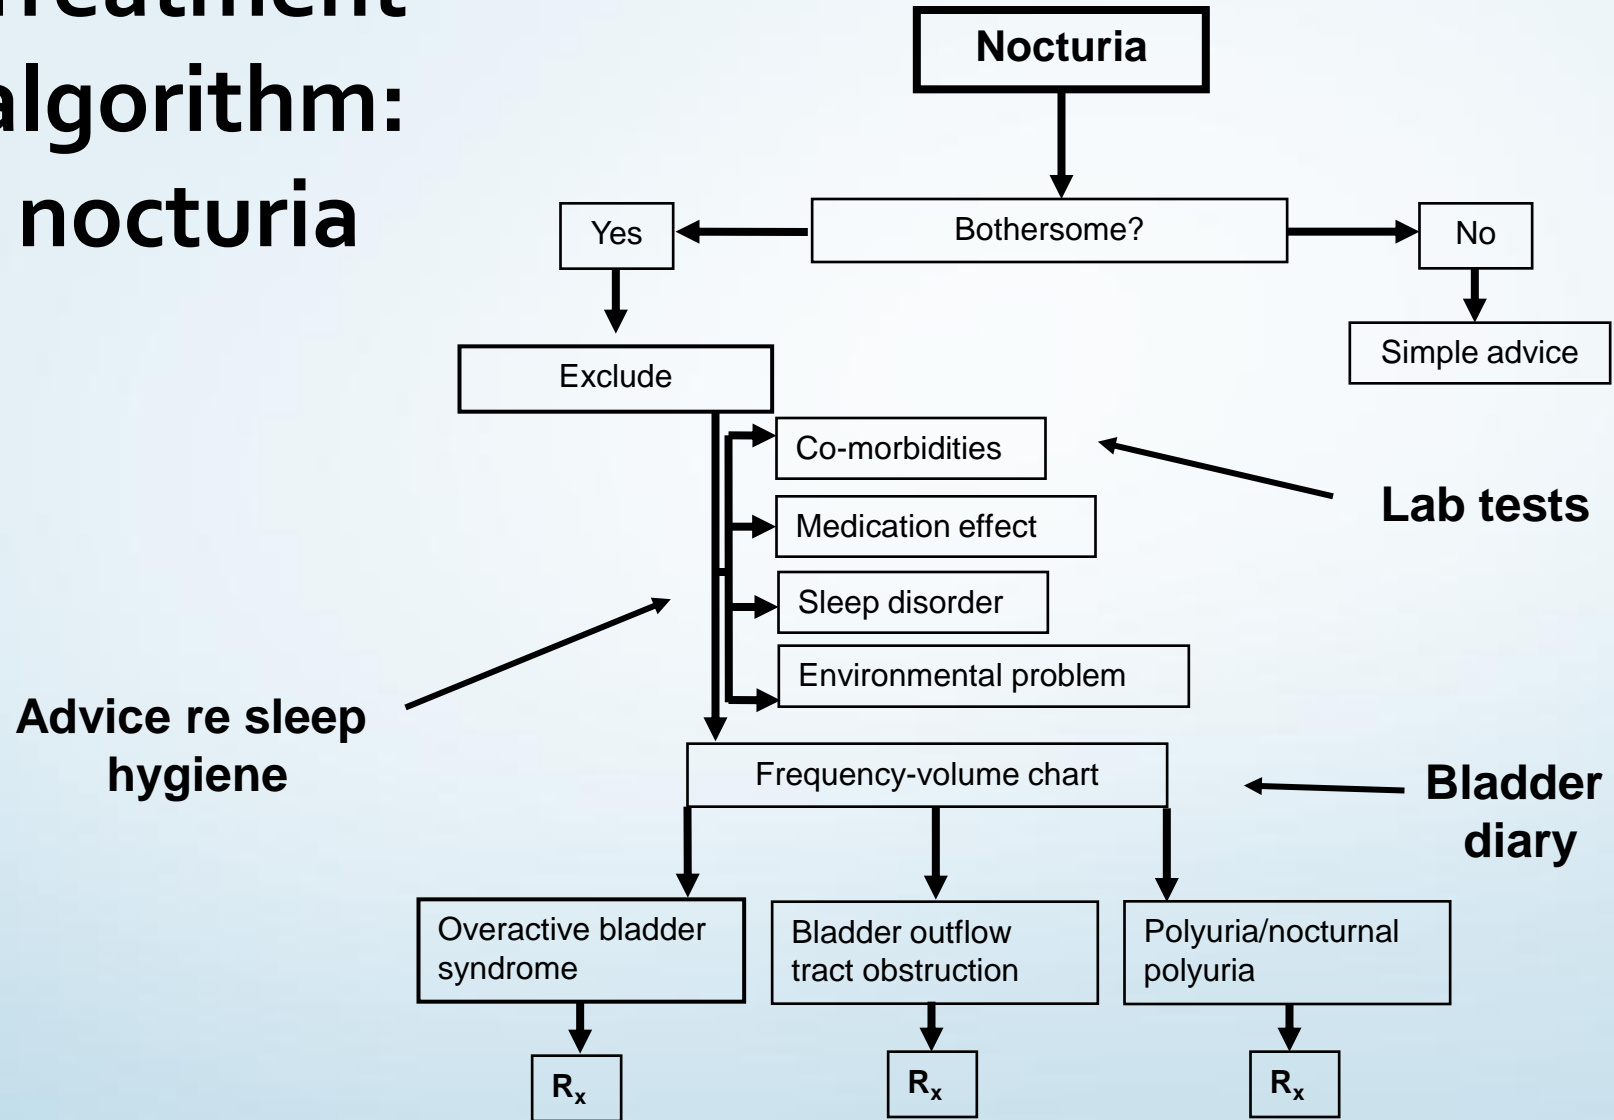 Treatment
algorithm:
nocturia
Nocturia
Yes
Bothersome?
No
Exclude
Simple advice
Co-morbidities
Lab tests
Medication effect
Sleep disorder
Environmental problem
Advice re sleep
hygiene
Frequency-volume chart
Bladder
diary
Overactive bladder
syndrome
Bladder outflow
tract obstruction
Polyuria/nocturnal
polyuria
Rx
Rx
Rx